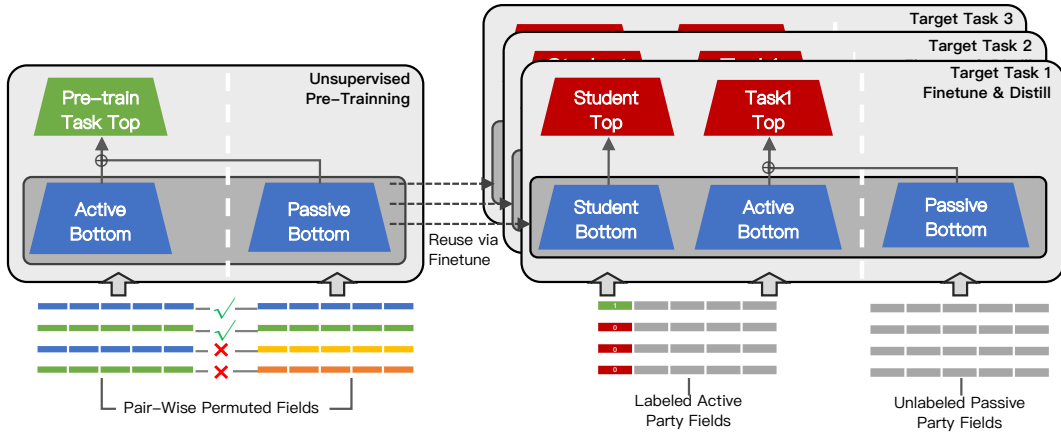 Target Task 3
Target Task 2
Target Task 1
Finetune & Distill
Unsupervised
Pre-Trainning
Pre-train
Task Top
Student
Top
Task1
Top
Active
Bottom
Passive
Bottom
Student
Bottom
Active
Bottom
Passive
Bottom
Reuse via
Finetune
1
0
0
0
Pair-Wise Permuted Fields
Labeled Active
Party Fields
Unlabeled Passive
Party Fields